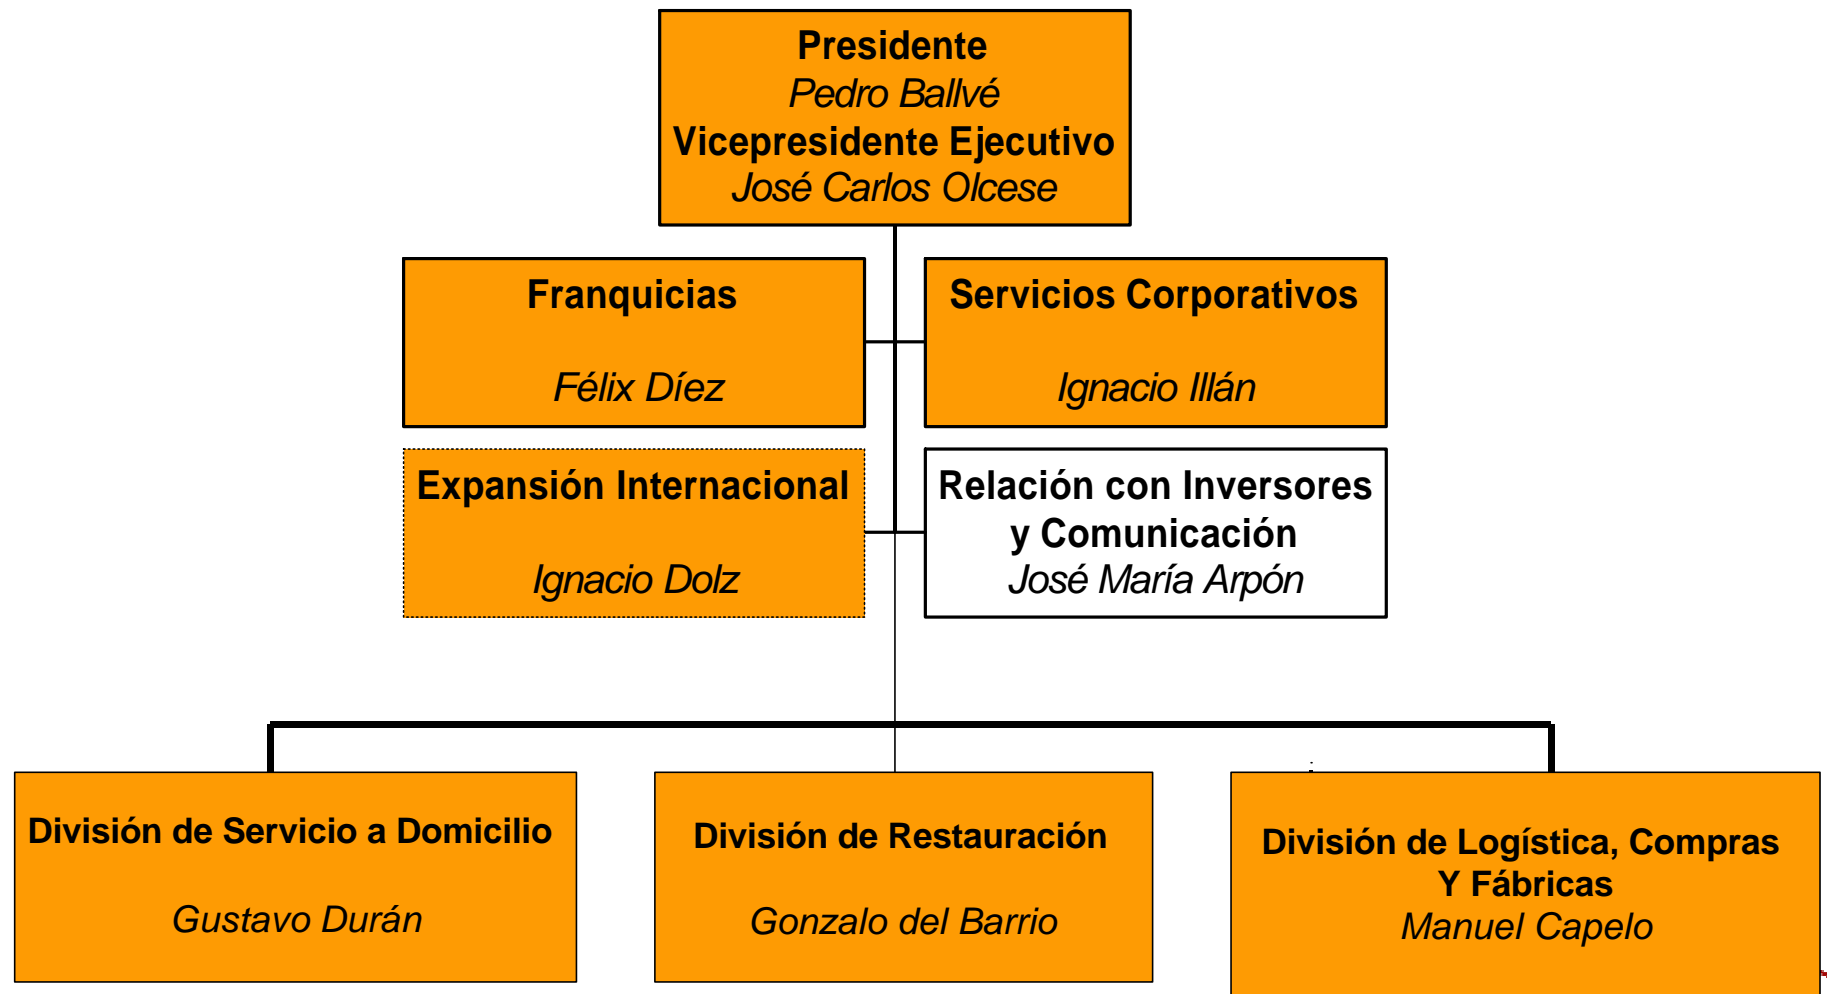 Presidente
Pedro Ballvé
Vicepresidente Ejecutivo
José Carlos Olcese
Franquicias
Félix Díez
Servicios Corporativos
Ignacio Illán
Expansión Internacional
Ignacio Dolz
Relación con Inversores
y Comunicación
José María Arpón
División de Servicio a Domicilio
Gustavo Durán
División de Restauración
Gonzalo del Barrio
División de Logística, Compras
Y Fábricas
Manuel Capelo